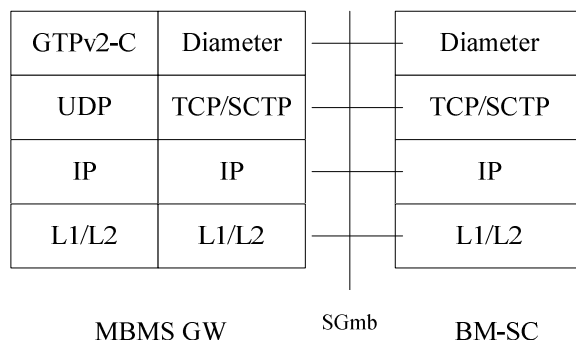 GTPv2-C Diameter Diameter
UDP TCP/SCTP TCP/SCTP
IP IP IP
L1/L2 L1/L2 L1/L2
MBMS GW SGmb BM-SC